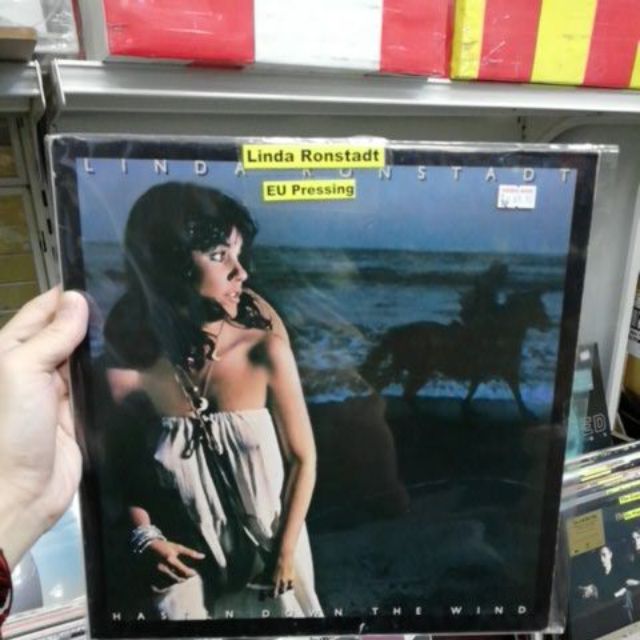 LINDA RONSTADT
Linda Ronstadt
EU Pressing
HASTEN DOWN THE WIND